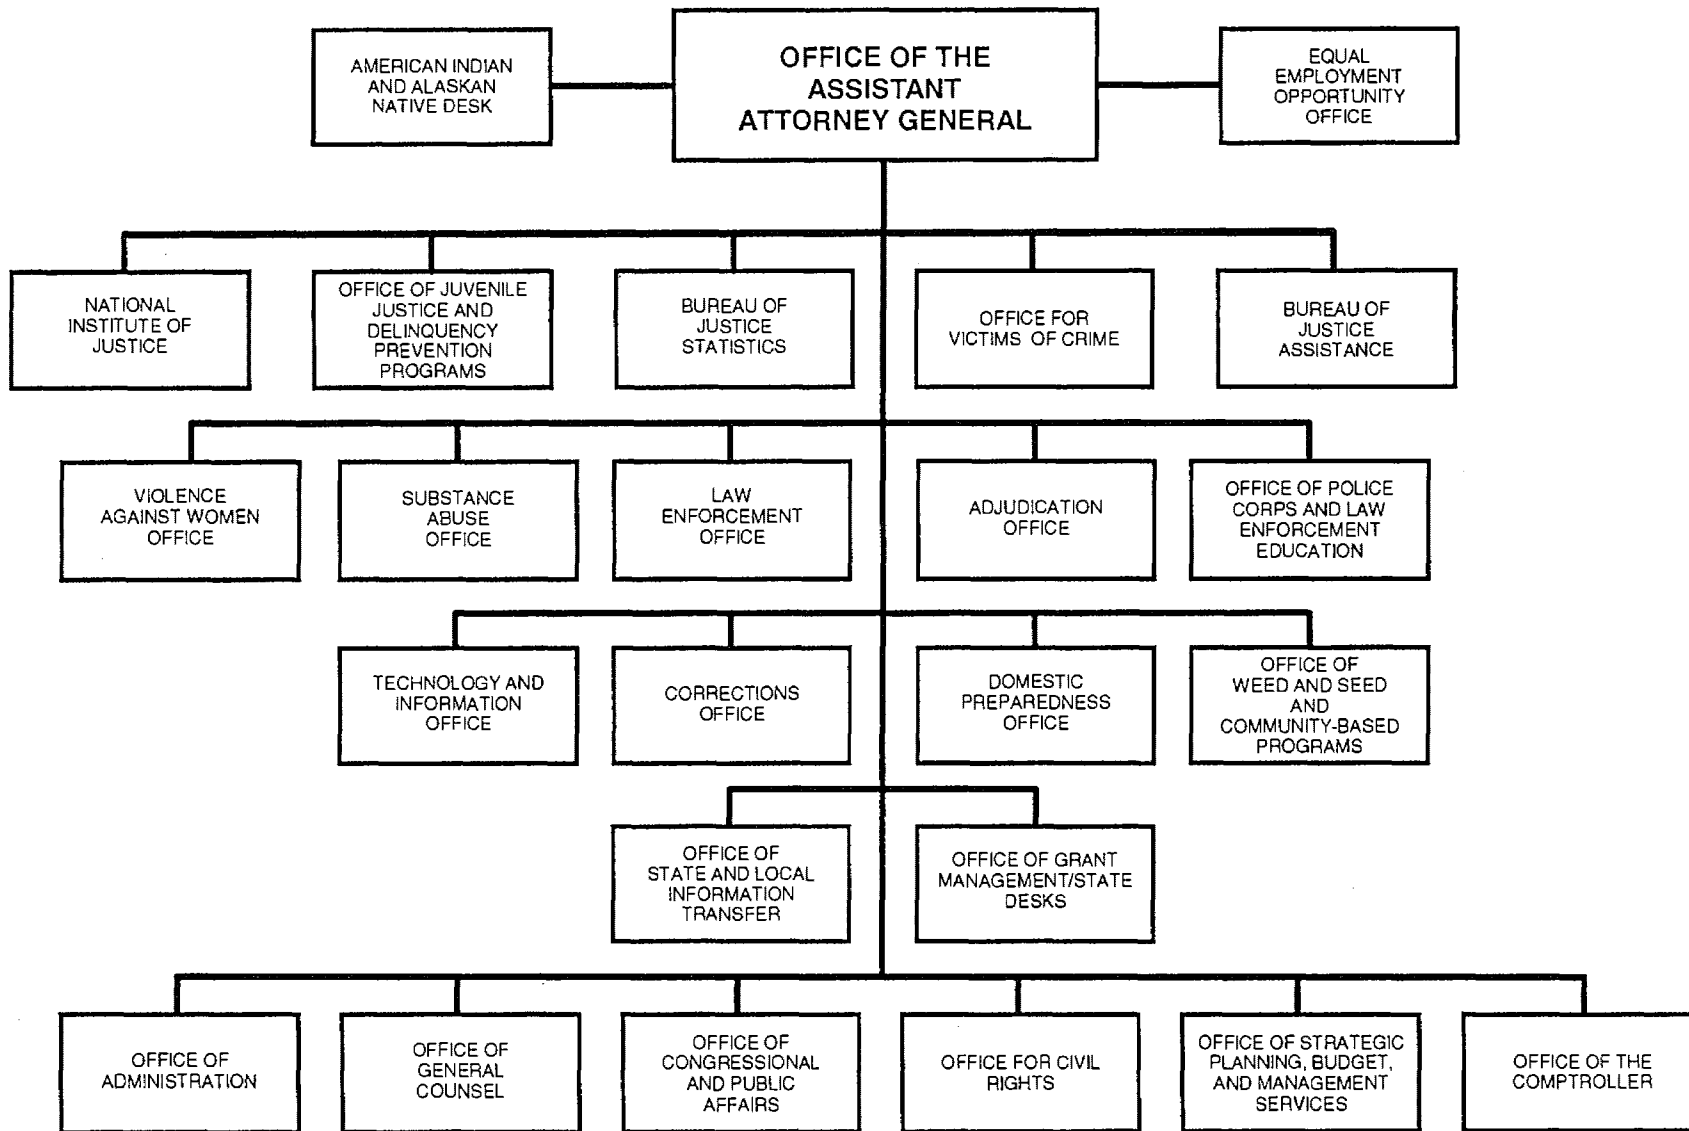 AMERICAN INDIAN
AND ALASKAN
NATIVE DESK
OFFICE OF THE
ASSISTANT
ATTORNEY GENERAL
EQUAL
EMPLOYMENT
OPPORTUNITY
OFFICE
NATIONAL
INSTITUTE OF
JUSTICE
OFFICE OF JUVENILE
JUSTICE AND
DELINQUENCY
PREVENTION
PROGRAMS
BUREAU OF
JUSTICE
STATISTICS
OFFICE FOR
VICTIMS OF CRIME
BUREAU OF
JUSTICE
ASSISTANCE
VIOLENCE
AGAINST WOMEN
OFFICE
SUBSTANCE
ABUSE
OFFICE
LAW
ENFORCEMENT
OFFICE
ADJUDICATION
OFFICE
OFFICE OF POLICE
CORPS AND LAW
ENFORCEMENT
EDUCATION
TECHNOLOGY AND
INFORMATION
OFFICE
CORRECTIONS
OFFICE
DOMESTIC
PREPAREDNESS
OFFICE
OFFICE OF
WEED AND SEED
AND
COMMUNITY-BASED
PROGRAMS
OFFICE OF
STATE AND LOCAL
INFORMATION
TRANSFER
OFFICE OF GRANT
MANAGEMENT/STATE
DESKS
OFFICE OF
ADMINISTRATION
OFFICE OF
GENERAL
COUNSEL
OFFICE OF
CONGRESSIONAL
AND PUBLIC
AFFAIRS
OFFICE FOR CIVIL
RIGHTS
OFFICE OF STRATEGIC
PLANNING, BUDGET,
AND MANAGEMENT
SERVICES
OFFICE OF THE
COMPTROLLER